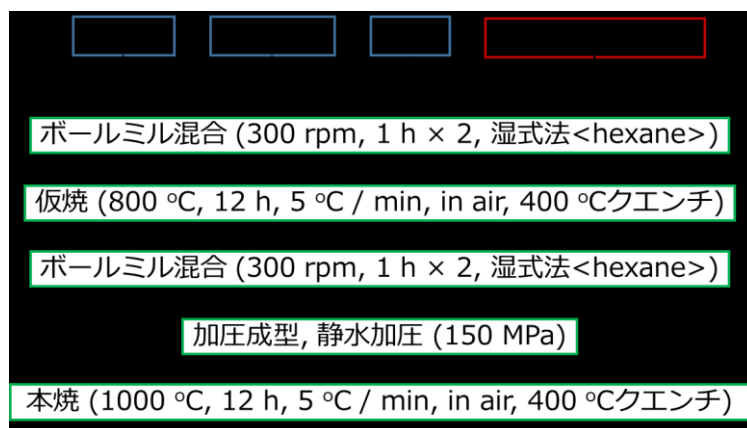 ボールミル混合 (300 rpm, 1 h × 2, 湿式法<hexane>)
仮焼 (800 ºC, 12 h, 5 ºC / min, in air, 400 ºCクエンチ)
ボールミル混合 (300 rpm, 1 h × 2, 湿式法<hexane>)
加圧成型, 静水加圧 (150 MPa)
本焼 (1000 ºC, 12 h, 5 ºC / min, in air, 400 ºCクエンチ)